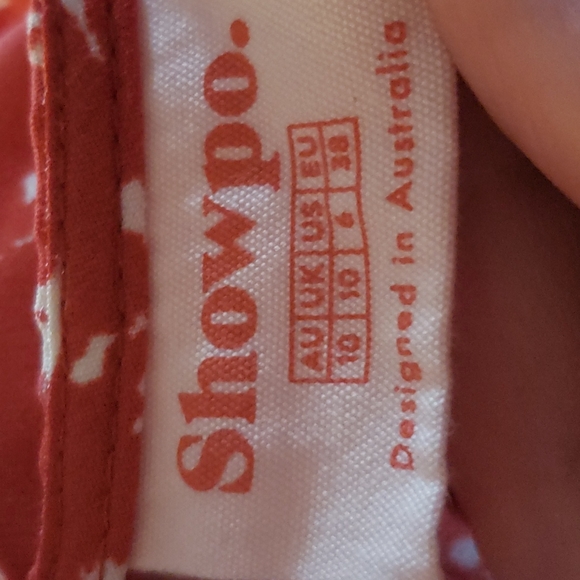 Showpo.
AU UK US EU
10 10 6 38
Designed in Australia